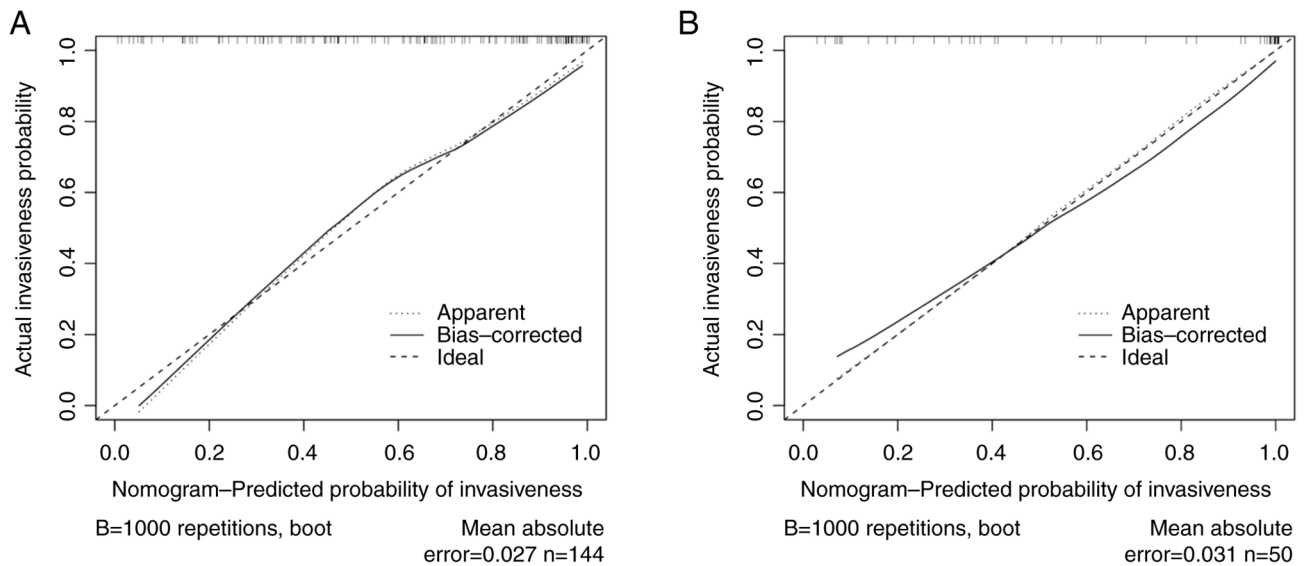 A
Actual invasiveness probability
1.0
0.8
0.6
0.4
0.2
0.0
Apparent
Bias–corrected
Ideal
0.0 0.2 0.4 0.6 0.8 1.0
Nomogram–Predicted probability of invasiveness
B=1000 repetitions, boot
Mean absolute
error=0.027 n=144
B
Actual invasiveness probability
1.0
0.8
0.6
0.4
0.2
0.0
Apparent
Bias–corrected
Ideal
0.0 0.2 0.4 0.6 0.8 1.0
Nomogram–Predicted probability of invasiveness
B=1000 repetitions, boot
Mean absolute
error=0.031 n=50